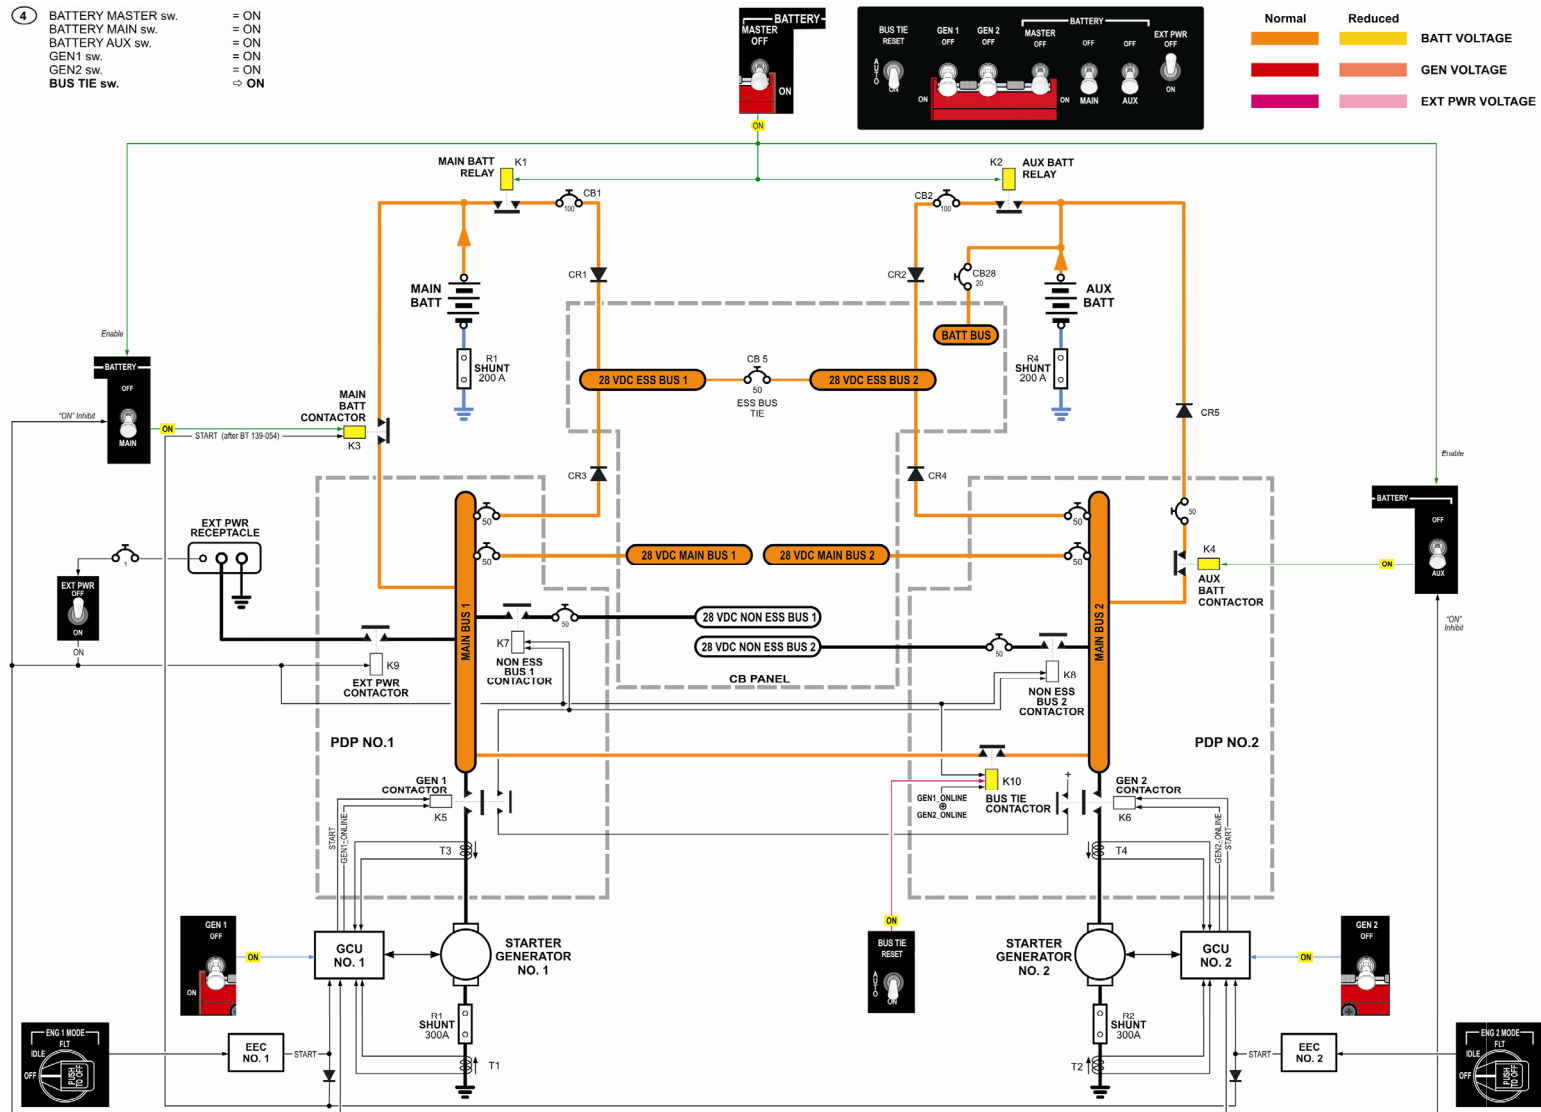 4
BATTERY MASTER sw. = ON
BATTERY MAIN sw. = ON
BATTERY AUX sw. = ON
GEN1 sw. = ON
GEN2 sw. = ON
BUS TIE sw. ⇨ ON
BATTERY
MASTER
OFF
ON
ON
BATTERY
BUS TIE
RESET
GEN 1
OFF
GEN 2
OFF
MASTER
OFF
OFF
OFF
EXT PWR
OFF
AUTO
ON
ON
ON
MAIN
AUX
ON
Normal Reduced
BATT VOLTAGE
GEN VOLTAGE
EXT PWR VOLTAGE
MAIN BATT
RELAY
K1
K2
AUX BATT
RELAY
CB1
100
CB2
100
CR1
CR2
CB28
20
MAIN
BATT
AUX
BATT
BATT BUS
R1
SHUNT
200 A
R4
SHUNT
200 A
28 VDC ESS BUS 1
CB 5
50
ESS BUS
TIE
28 VDC ESS BUS 2
Enable
BATTERY
OFF
MAIN
"ON" Inhibit
ON
START (after BT 139-054)
MAIN
BATT
CONTACTOR
K3
CR5
CR3
CR4
Enable
BATTERY
OFF
AUX
"ON"
Inhibit
ON
K4
AUX
BATT
CONTACTOR
50
50
50
50
50
EXT PWR
RECEPTACLE
1
EXT PWR
OFF
ON
ON
28 VDC MAIN BUS 1
28 VDC MAIN BUS 2
MAIN BUS 1
MAIN BUS 2
28 VDC NON ESS BUS 1
28 VDC NON ESS BUS 2
50
50
K7
NON ESS
BUS 1
CONTACTOR
K8
NON ESS
BUS 2
CONTACTOR
K9
EXT PWR
CONTACTOR
CB PANEL
PDP NO.1
PDP NO.2
GEN 1
CONTACTOR
K5
K10
BUS TIE
CONTACTOR
GEN1_ONLINE
⊕
GEN2_ONLINE
+
GEN 2
CONTACTOR
K6
START
GEN1_ONLINE
GEN2_ONLINE
START
T3
T4
GEN 1
OFF
ON
ON
GCU
NO. 1
STARTER
GENERATOR
NO. 1
ON
BUS TIE
RESET
AUTO
ON
STARTER
GENERATOR
NO. 2
GCU
NO. 2
ON
GEN 2
OFF
R1
SHUNT
300A
R2
SHUNT
300A
T1
T2
ENG 1 MODE
FLT
IDLE
OFF
PUSH
TO OFF
EEC
NO. 1
START
START
EEC
NO. 2
ENG 2 MODE
FLT
IDLE
OFF
PUSH
TO OFF